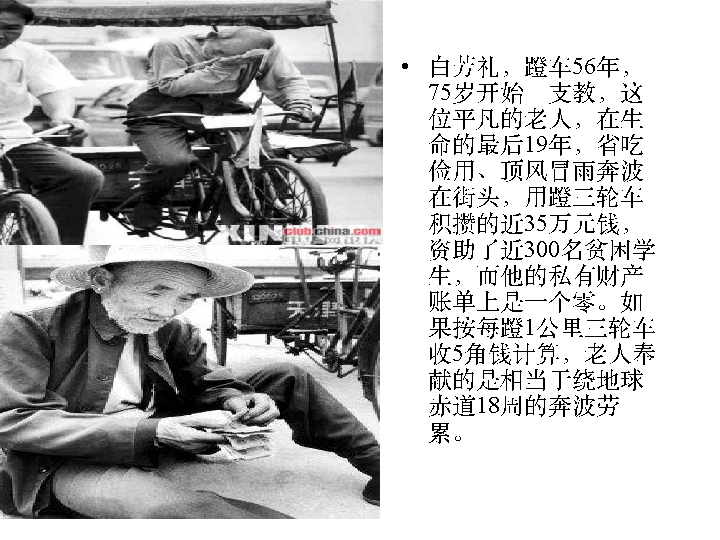 • 白芳礼，蹬车56年，
75岁开始 支教，这
位平凡的老人，在生
命的最后19年，省吃
俭用、顶风冒雨奔波
在街头，用蹬三轮车
积攒的近35万元钱，
资助了近300名贫困学
生，而他的私有财产
账单上是一个零。如
果按每蹬1公里三轮车
收5角钱计算，老人奉
献的是相当于绕地球
赤道18周的奔波劳
累。
club.china.com
天津